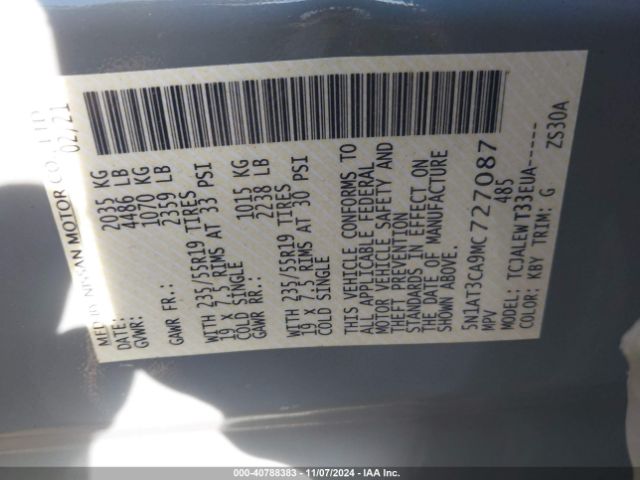 MFD BY NISSAN MOTOR CO., LTD
DATE: 02/21
GVWR: 2035 KG
4486 LB
GAWR FR.: 1070 KG
2359 LB
WITH 235/55R19 TIRES
19 X 7.5 RIMS AT 33 PSI
COLD SINGLE
GAWR RR.: 1015 KG
2238 LB
WITH 235/55R19 TIRES
19 X 7.5 RIMS AT 30 PSI
COLD SINGLE
THIS VEHICLE CONFORMS TO
ALL APPLICABLE FEDERAL
MOTOR VEHICLE SAFETY AND
THEFT PREVENTION
STANDARDS IN EFFECT ON
THE DATE OF MANUFACTURE
SHOWN ABOVE.
5N1AT3CA9MC727087
MPV 485
TCJALEWT33EUA-----
COLOR: KBY TRIM: G
ZS30A
00-40788383 - 11/07/2024 - IAAI.COM